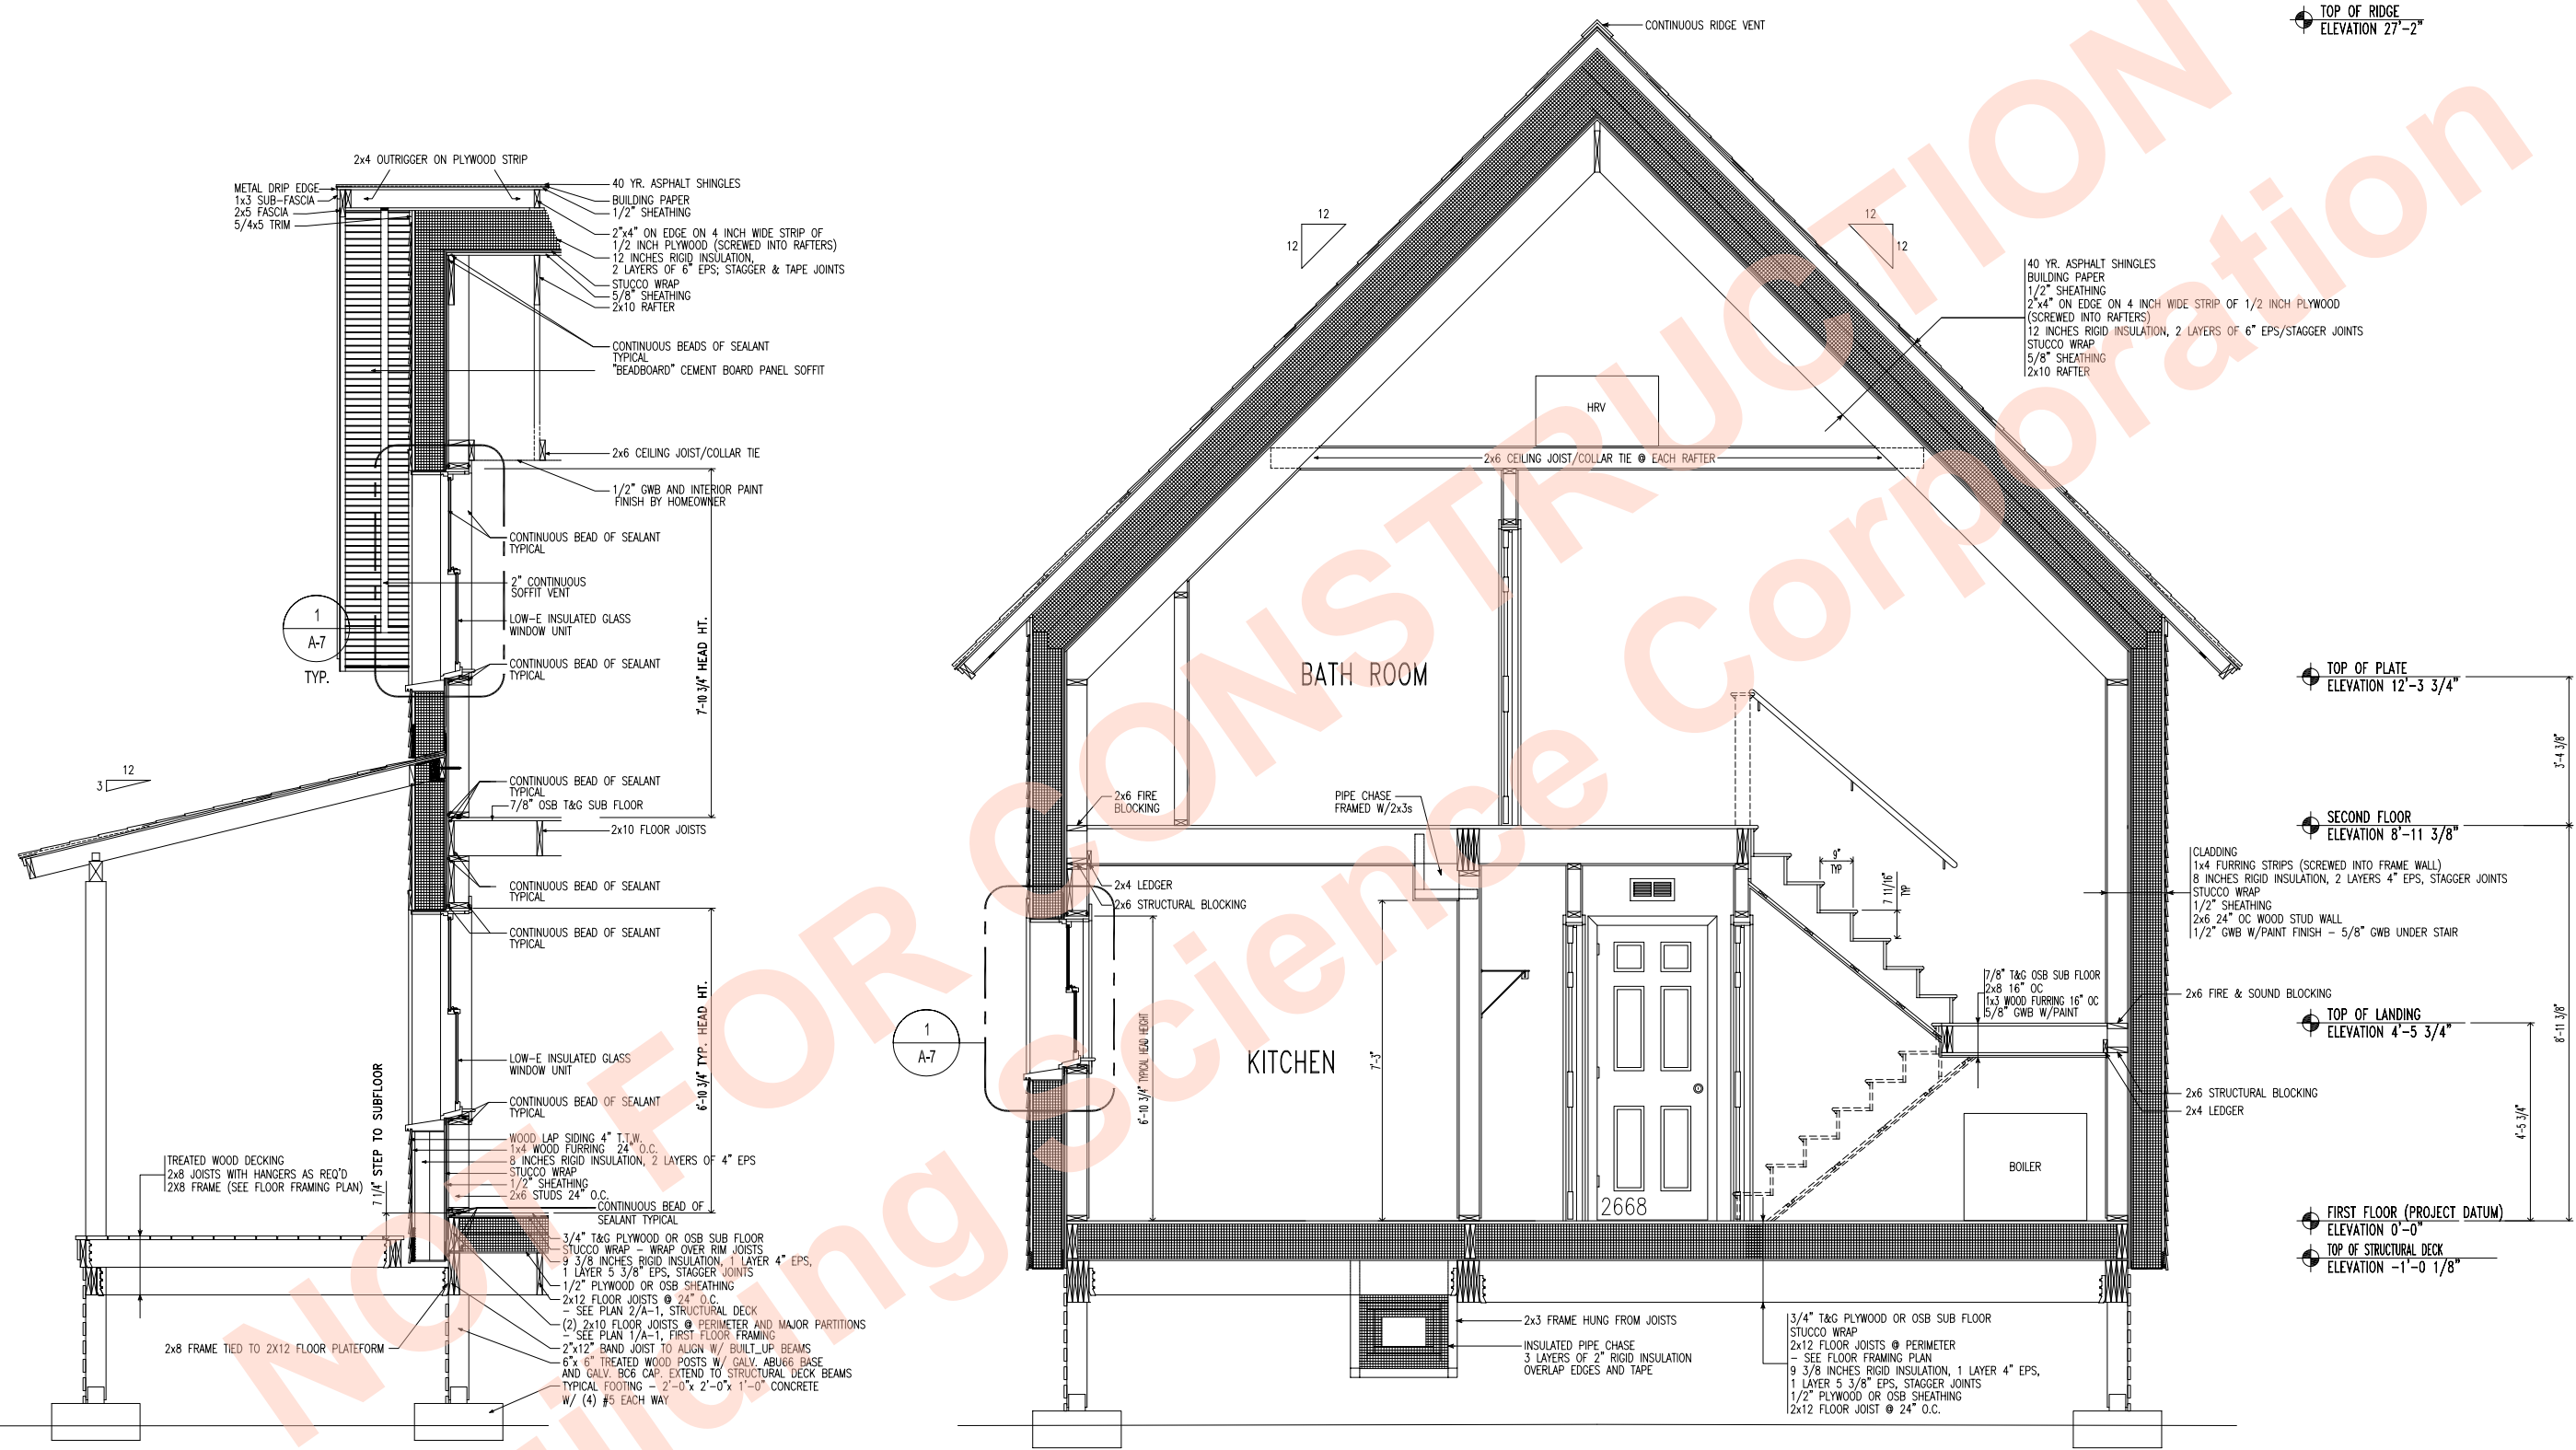 CONTINUOUS RIDGE VENT
TOP OF RIDGE
ELEVATION 27'-2"
2x4 OUTRIGGER ON PLYWOOD STRIP
METAL DRIP EDGE
1x3 SUB-FASCIA
2x5 FASCIA
5/4x5 TRIM
40 YR. ASPHALT SHINGLES
BUILDING PAPER
1/2" SHEATHING
2"x4" ON EDGE ON 4 INCH WIDE STRIP OF
1/2 INCH PLYWOOD (SCREWED INTO RAFTERS)
12 INCHES RIGID INSULATION,
2 LAYERS OF 6" EPS; STAGGER & TAPE JOINTS
STUCCO WRAP
5/8" SHEATHING
2x10 RAFTER
CONTINUOUS BEADS OF SEALANT
TYPICAL
"BEADBOARD" CEMENT BOARD PANEL SOFFIT
2x6 CEILING JOIST/COLLAR TIE
1/2" GWB AND INTERIOR PAINT
FINISH BY HOMEOWNER
CONTINUOUS BEAD OF SEALANT
TYPICAL
2" CONTINUOUS
SOFFIT VENT
LOW-E INSULATED GLASS
WINDOW UNIT
CONTINUOUS BEAD OF SEALANT
TYPICAL
1
A-7
TYP.
7'-10 3/4" HEAD HT.
12
3
CONTINUOUS BEAD OF SEALANT
TYPICAL
7/8" OSB T&G SUB FLOOR
2x10 FLOOR JOISTS
CONTINUOUS BEAD OF SEALANT
TYPICAL
CONTINUOUS BEAD OF SEALANT
TYPICAL
6'-10 3/4" TYP. HEAD HT.
LOW-E INSULATED GLASS
WINDOW UNIT
CONTINUOUS BEAD OF SEALANT
TYPICAL
7 1/4" STEP TO SUBFLOOR
WOOD LAP SIDING 4" T.T.W.
1x4 WOOD FURRING 24" O.C.
8 INCHES RIGID INSULATION, 2 LAYERS OF 4" EPS
STUCCO WRAP
1/2" SHEATHING
2x6 STUDS 24" O.C.
CONTINUOUS BEAD OF
SEALANT TYPICAL
TREATED WOOD DECKING
2x8 JOISTS WITH HANGERS AS REQ'D
2X8 FRAME (SEE FLOOR FRAMING PLAN)
3/4" T&G PLYWOOD OR OSB SUB FLOOR
STUCCO WRAP - WRAP OVER RIM JOISTS
9 3/8 INCHES RIGID INSULATION, 1 LAYER 4" EPS,
1 LAYER 5 3/8" EPS, STAGGER JOINTS
1/2" PLYWOOD OR OSB SHEATHING
2x12 FLOOR JOISTS @ 24" O.C.
- SEE PLAN 2/A-1, STRUCTURAL DECK
(2) 2x10 FLOOR JOISTS @ PERIMETER AND MAJOR PARTITIONS
- SEE PLAN 1/A-1, FIRST FLOOR FRAMING
2"x12" BAND JOIST TO ALIGN W/ BUILT_UP BEAMS
6"x 6" TREATED WOOD POSTS W/ GALV. ABU66 BASE
AND GALV. BC6 CAP. EXTEND TO STRUCTURAL DECK BEAMS
TYPICAL FOOTING - 2'-0"x 2'-0"x 1'-0" CONCRETE
W/ (4) #5 EACH WAY
2x8 FRAME TIED TO 2X12 FLOOR PLATEFORM
12
12
12
12
40 YR. ASPHALT SHINGLES
BUILDING PAPER
1/2" SHEATHING
2"x4" ON EDGE ON 4 INCH WIDE STRIP OF 1/2 INCH PLYWOOD
(SCREWED INTO RAFTERS)
12 INCHES RIGID INSULATION, 2 LAYERS OF 6" EPS/STAGGER JOINTS
STUCCO WRAP
5/8" SHEATHING
2x10 RAFTER
HRV
2x6 CEILING JOIST/COLLAR TIE @ EACH RAFTER
BATH ROOM
2x6 FIRE
BLOCKING
PIPE CHASE
FRAMED W/2x3s
2x4 LEDGER
2x6 STRUCTURAL BLOCKING
1
A-7
KITCHEN
6'-10 3/4" TYPICAL HEAD HEIGHT
7'-3"
2668
9"
TYP
7 11/16"
TYP
7/8" T&G OSB SUB FLOOR
2x8 16" OC
1x3 WOOD FURRING 16" OC
5/8" GWB W/PAINT
BOILER
TOP OF PLATE
ELEVATION 12'-3 3/4"
3'-4 3/8"
SECOND FLOOR
ELEVATION 8'-11 3/8"
CLADDING
1x4 FURRING STRIPS (SCREWED INTO FRAME WALL)
8 INCHES RIGID INSULATION, 2 LAYERS 4" EPS, STAGGER JOINTS
STUCCO WRAP
1/2" SHEATHING
2x6 24" OC WOOD STUD WALL
1/2" GWB W/PAINT FINISH - 5/8" GWB UNDER STAIR
2x6 FIRE & SOUND BLOCKING
TOP OF LANDING
ELEVATION 4'-5 3/4"
8'-11 3/8"
2x6 STRUCTURAL BLOCKING
2x4 LEDGER
4'-5 3/4"
FIRST FLOOR (PROJECT DATUM)
ELEVATION 0'-0"
TOP OF STRUCTURAL DECK
ELEVATION -1'-0 1/8"
2x3 FRAME HUNG FROM JOISTS
INSULATED PIPE CHASE
3 LAYERS OF 2" RIGID INSULATION
OVERLAP EDGES AND TAPE
3/4" T&G PLYWOOD OR OSB SUB FLOOR
STUCCO WRAP
2x12 FLOOR JOISTS @ PERIMETER
- SEE FLOOR FRAMING PLAN
9 3/8 INCHES RIGID INSULATION, 1 LAYER 4" EPS,
1 LAYER 5 3/8" EPS, STAGGER JOINTS
1/2" PLYWOOD OR OSB SHEATHING
2x12 FLOOR JOIST @ 24" O.C.
NOT FOR CONSTRUCTION
Building Science Corporation